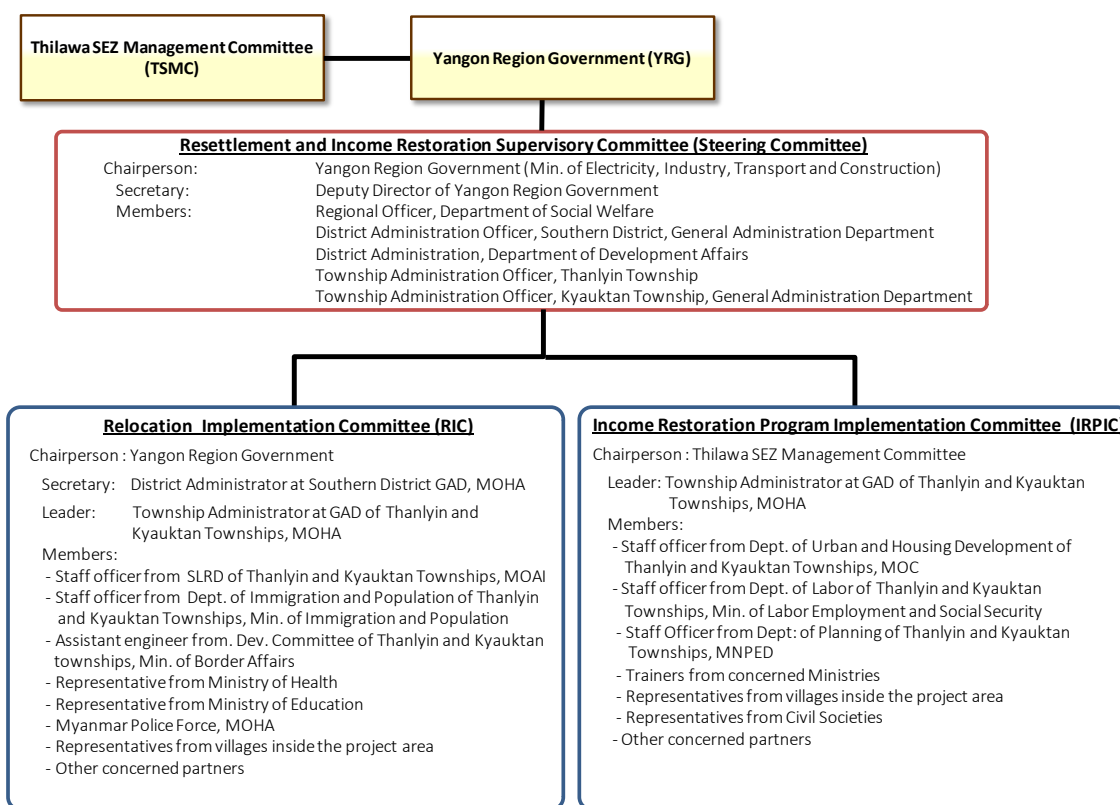 Thilawa SEZ Management Committee
(TSMC)
Yangon Region Government (YRG)
Resettlement and Income Restoration Supervisory Committee (Steering Committee)
Chairperson: Yangon Region Government (Min. of Electricity, Industry, Transport and Construction)
Secretary: Deputy Director of Yangon Region Government
Members: Regional Officer, Department of Social Welfare
District Administration Officer, Southern District, General Administration Department
District Administration, Department of Development Affairs
Township Administration Officer, Thanlyin Township
Township Administration Officer, Kyauktan Township, General Administration Department
Relocation Implementation Committee (RIC)
Chairperson : Yangon Region Government
Secretary: District Administrator at Southern District GAD, MOHA
Leader: Township Administrator at GAD of Thanlyin and
Kyauktan Townships, MOHA
Members:
- Staff officer from SLRD of Thanlyin and Kyauktan Townships, MOAI
- Staff officer from Dept. of Immigration and Population of Thanlyin
and Kyauktan Townships, Min. of Immigration and Population
- Assistant engineer from. Dev. Committee of Thanlyin and Kyauktan
townships, Min. of Border Affairs
- Representative from Ministry of Health
- Representative from Ministry of Education
- Myanmar Police Force, MOHA
- Representatives from villages inside the project area
- Other concerned partners
Income Restoration Program Implementation Committee (IRPIC)
Chairperson : Thilawa SEZ Management Committee
Leader: Township Administrator at GAD of Thanlyin and Kyauktan
Townships, MOHA
Members:
- Staff officer from Dept. of Urban and Housing Development of
Thanlyin and Kyauktan Townships, MOC
- Staff officer from Dept. of Labor of Thanlyin and Kyauktan
Townships, Min. of Labor Employment and Social Security
- Staff Officer from Dept: of Planning of Thanlyin and Kyauktan
Townships, MNPED
- Trainers from concerned Ministries
- Representatives from villages inside the project area
- Representatives from Civil Societies
- Other concerned partners